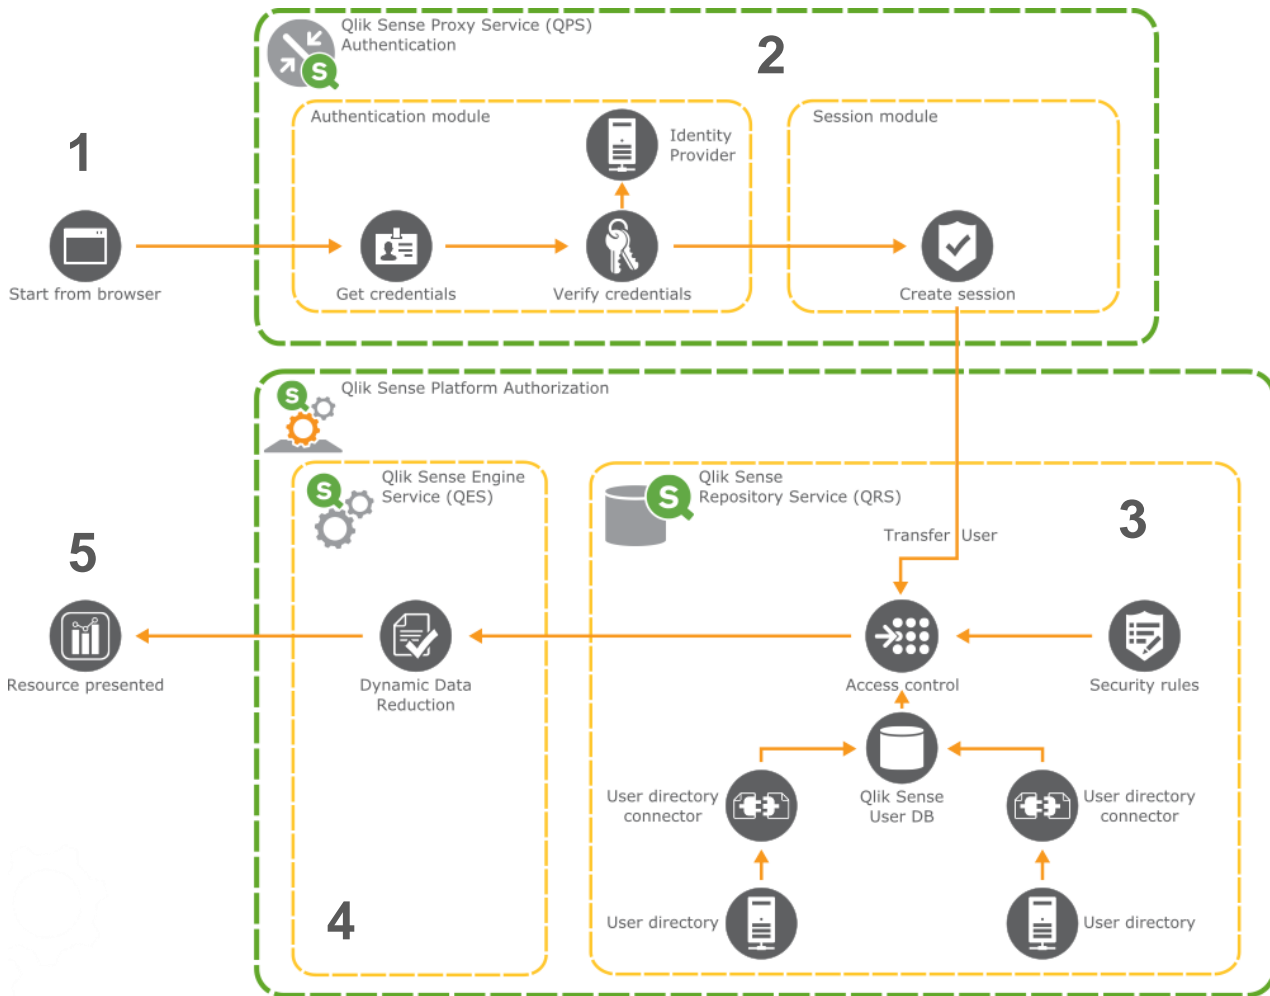 Qlik Sense Proxy Service (QPS)
Authentication
2
1
Authentication module
Session module
Identity
Provider
Start from browser
Get credentials
Verify credentials
Create session
Qlik Sense Platform Authorization
Qlik Sense Engine
Service (QES)
Qlik Sense
Repository Service (QRS)
3
5
Transfer User
Resource presented
Dynamic Data
Reduction
Access control
Security rules
User directory
connector
Qlik Sense
User DB
User directory
connector
4
User directory
User directory
S
S
S
S